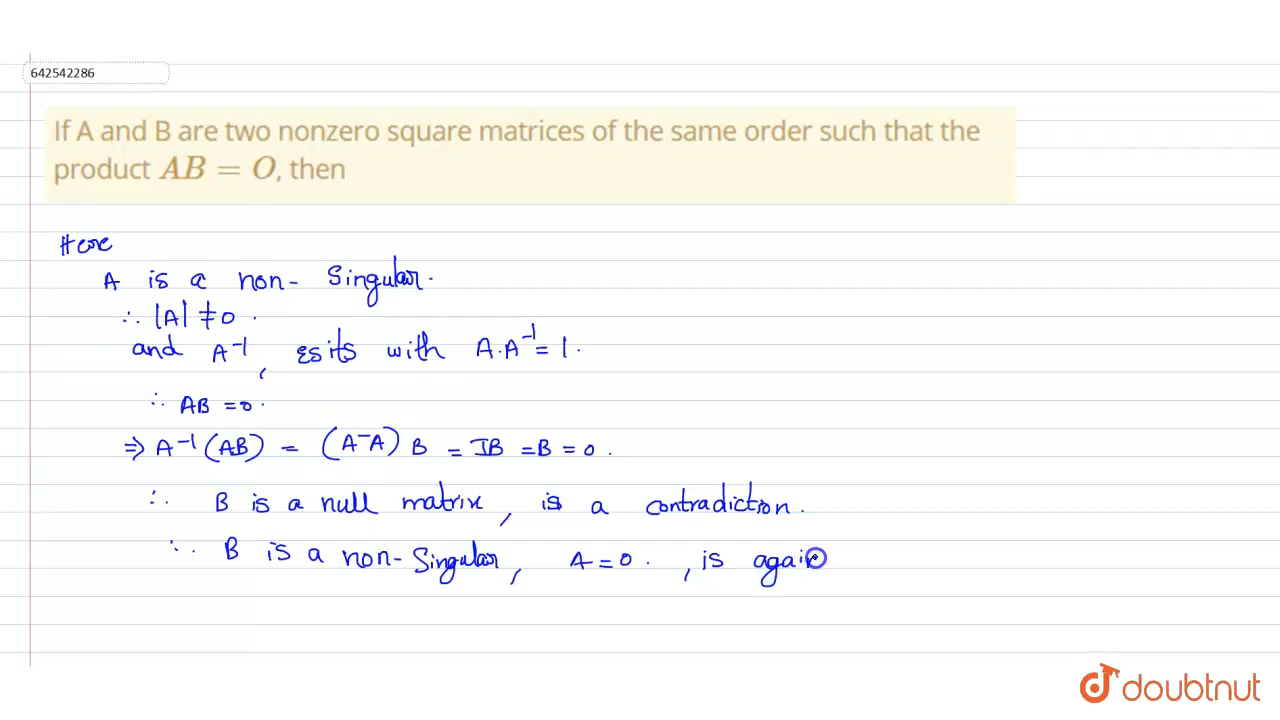 642542286
If A and B are two nonzero square matrices of the same order such that the
product AB = O, then
Here
A is a non- Singular.
∴ |A| ≠ 0.
and A⁻¹, esits with A.A⁻¹ = 1.
∴ AB = 0.
⇒ A⁻¹(AB) = (A⁻A) B = IB = B = 0.
∴ B is a null matrix, is a contradiction.
∵ B is a non-Singular, A = 0. , is again
doubtnut